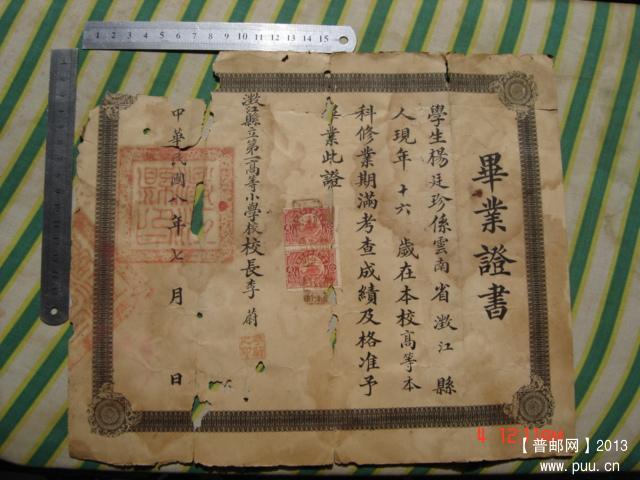 畢業證書
學生楊廷珍係雲南省澂江縣
人現年十六歲在本校高等本
科修業期滿考查成績及格准予
畢業此證
澂江縣立第一高等小學校校長李蔚
中華民國八年七月 日
1 2 3 4 5 6 7 8 9 10 11 12 13 14 15
【普邮网】2013
www.puu.cn